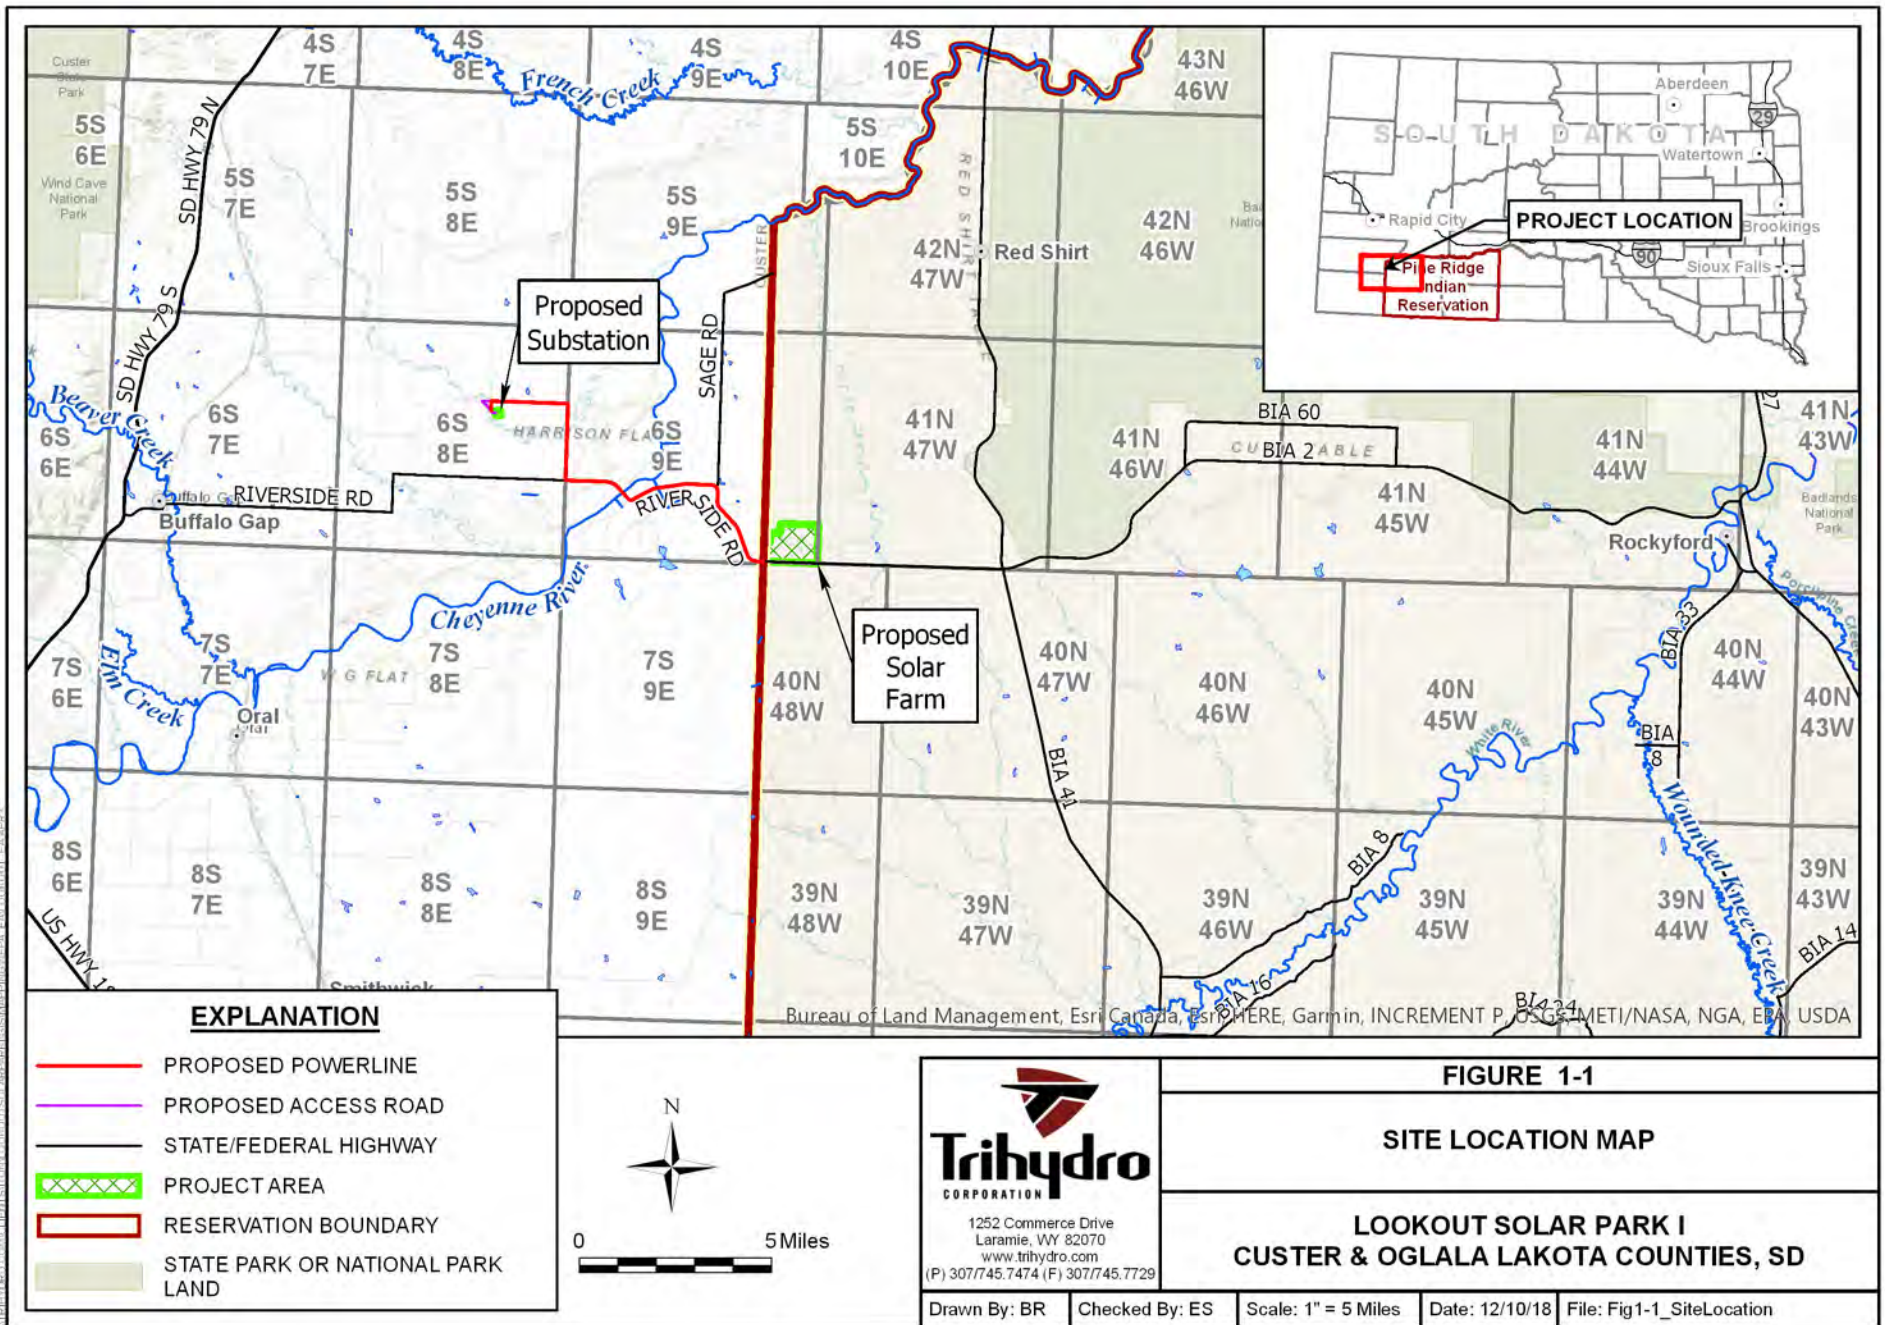 Custer
Park
4S
7E
4S
8E
French Creek
4S
9E
4S
10E
43N
46W
5S
6E
Wind Cave
National
Park
SD HWY 79 N
5S
7E
5S
8E
5S
9E
5S
10E
RED SHIRT
CUSTER
42N
47W
Red Shirt
42N
46W
SOUTH DAKOTA
Aberdeen
29
Watertown
Rapid City
PROJECT LOCATION
Brookings
90
Sioux Falls
Pine Ridge
Indian
Reservation
Proposed
Substation
SD HWY 79 S
SAGE RD
Beaver Creek
6S
6E
6S
7E
6S
8E
HARRISON FLA
6S
9E
41N
47W
41N
46W
BIA 60
BIA 2
41N
45W
41N
44W
27
41N
43W
Badlands
National
Park
Buffalo Gap
RIVERSIDE RD
RIVER SIDE RD
Rockyford
Cheyenne River
Proposed
Solar
Farm
Porcupine Creek
7S
6E
Elm Creek
7S
7E
W G FLAT
7S
8E
7S
9E
40N
48W
40N
47W
40N
46W
40N
45W
BIA 33
40N
44W
40N
43W
Oral
White River
BIA
8
BIA 41
Wounded Knee Creek
8S
6E
8S
7E
8S
8E
8S
9E
39N
48W
39N
47W
39N
46W
BIA 8
39N
45W
39N
44W
39N
43W
US HWY 18
Smithwick
BIA 16
BIA 24
BIA 14
Bureau of Land Management, Esri Canada, Esri, HERE, Garmin, INCREMENT P, USGS, METI/NASA, NGA, EPA, USDA
EXPLANATION
PROPOSED POWERLINE
PROPOSED ACCESS ROAD
STATE/FEDERAL HIGHWAY
PROJECT AREA
RESERVATION BOUNDARY
STATE PARK OR NATIONAL PARK
LAND
N
0 5 Miles
Trihydro
CORPORATION
1252 Commerce Drive
Laramie, WY 82070
www.trihydro.com
(P) 307/745.7474 (F) 307/745.7729
FIGURE 1-1
SITE LOCATION MAP
LOOKOUT SOLAR PARK I
CUSTER & OGLALA LAKOTA COUNTIES, SD
Drawn By: BR
Checked By: ES
Scale: 1" = 5 Miles
Date: 12/10/18
File: Fig1-1_SiteLocation